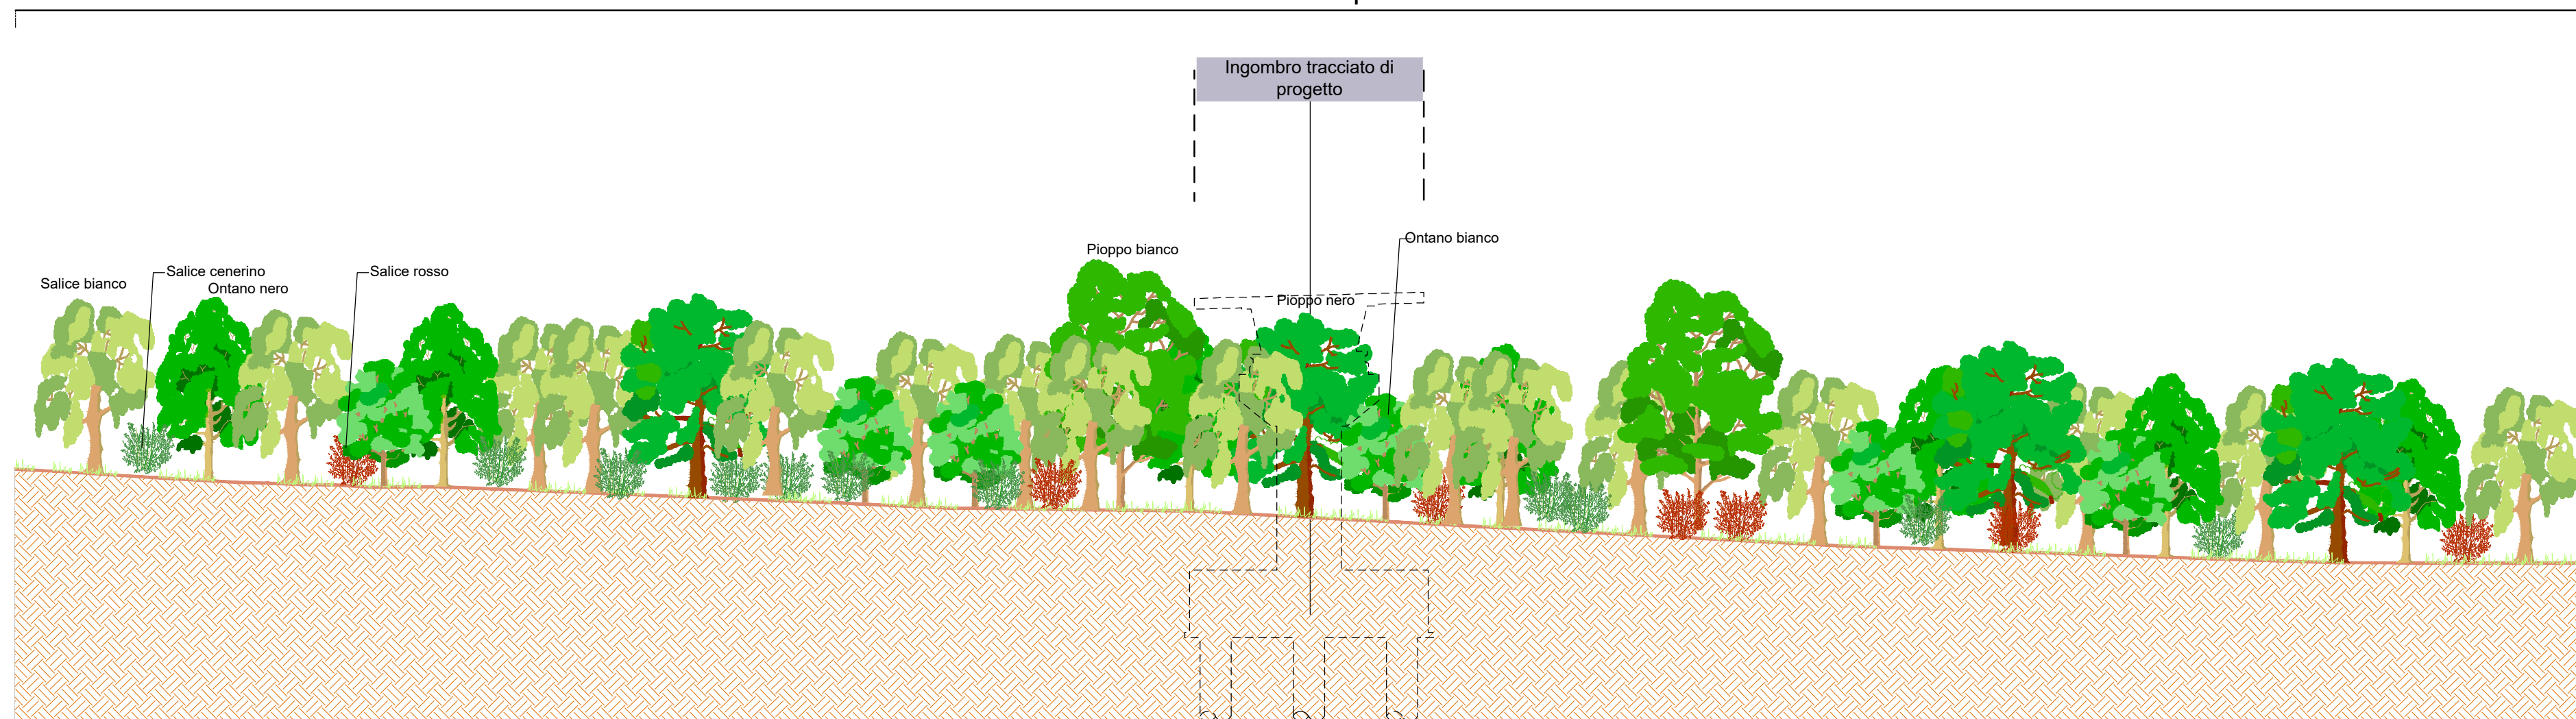 Ingombro tracciato di
progetto
Pioppo bianco
Ontano bianco
Salice cenerino
Salice rosso
Salice bianco
Ontano nero
Pioppo nero